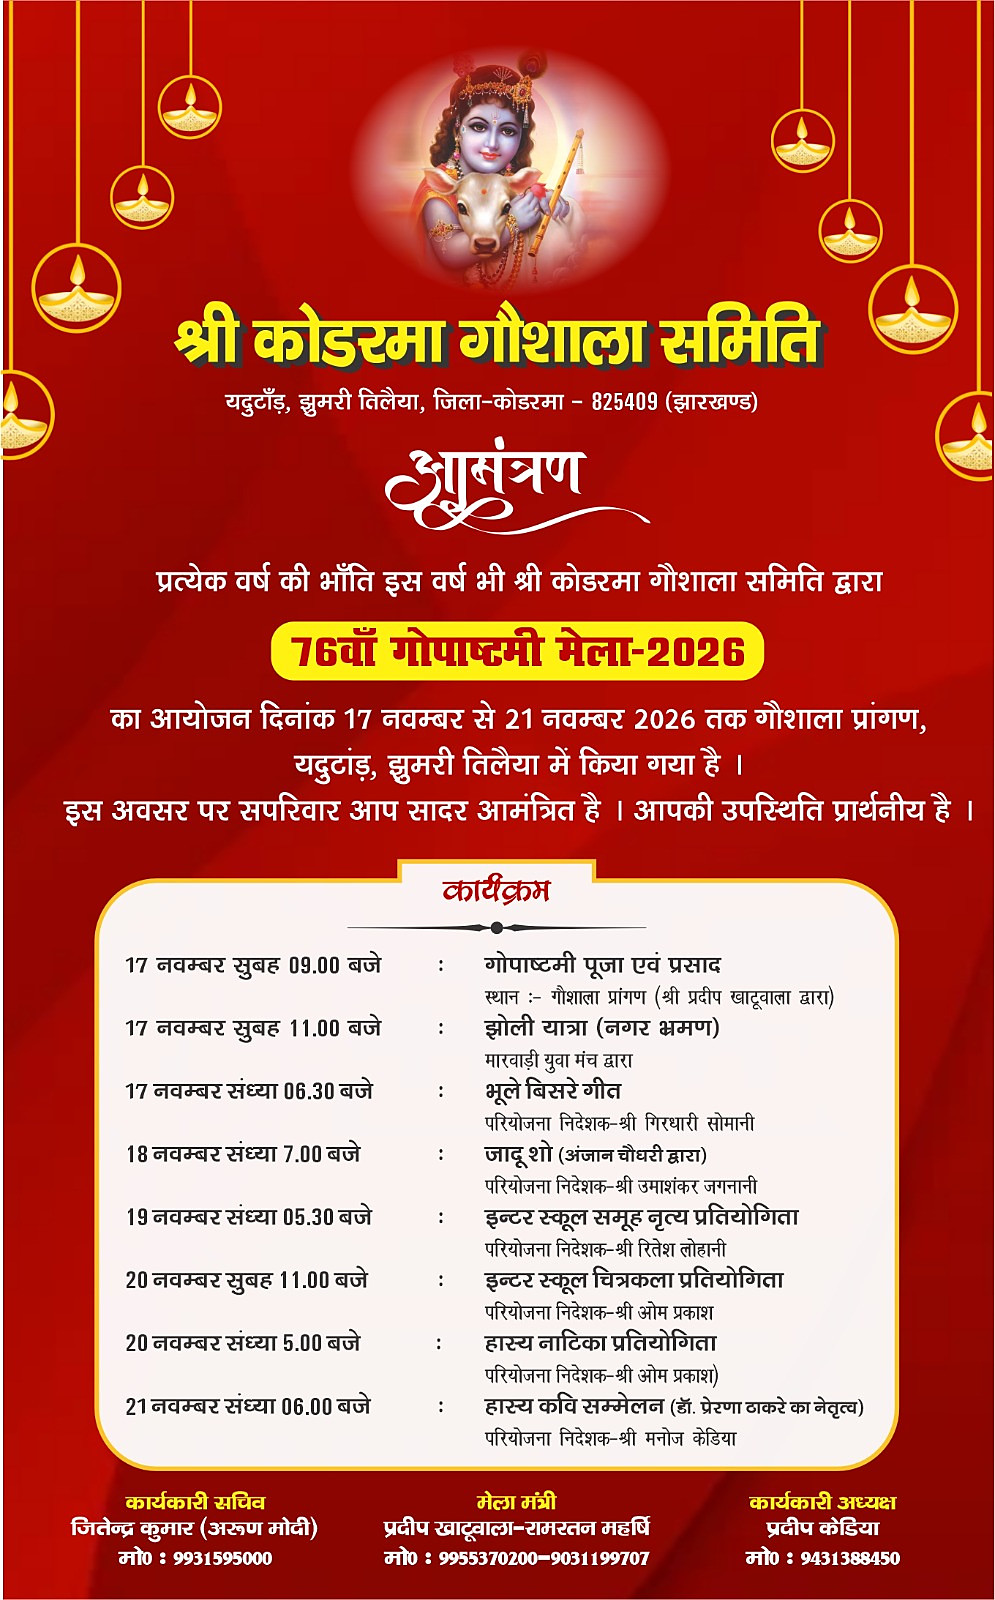 श्री कोडरमा गौशाला समिति
यदुटाँड़, झुमरी तिलैया, जिला-कोडरमा - 825409 (झारखण्ड)
आमंत्रण
प्रत्येक वर्ष की भाँति इस वर्ष भी श्री कोडरमा गौशाला समिति द्वारा
76वाँ गोपाष्टमी मेला-2026
का आयोजन दिनांक 17 नवम्बर से 21 नवम्बर 2026 तक गौशाला प्रांगण,
यदुटांड़, झुमरी तिलैया में किया गया है ।
इस अवसर पर सपरिवार आप सादर आमंत्रित है । आपकी उपस्थिति प्रार्थनीय है ।
कार्यक्रम
17 नवम्बर सुबह 09.00 बजे : गोपाष्टमी पूजा एवं प्रसाद
स्थान :- गौशाला प्रांगण (श्री प्रदीप खाटूवाला द्वारा)
17 नवम्बर सुबह 11.00 बजे : झोली यात्रा (नगर भ्रमण)
मारवाड़ी युवा मंच द्वारा
17 नवम्बर संध्या 06.30 बजे : भूले बिसरे गीत
परियोजना निदेशक-श्री गिरधारी सोमानी
18 नवम्बर संध्या 7.00 बजे : जादू शो (अंजान चौधरी द्वारा)
परियोजना निदेशक-श्री उमाशंकर जगनानी
19 नवम्बर संध्या 05.30 बजे : इन्टर स्कूल समूह नृत्य प्रतियोगिता
परियोजना निदेशक-श्री रितेश लोहानी
20 नवम्बर सुबह 11.00 बजे : इन्टर स्कूल चित्रकला प्रतियोगिता
परियोजना निदेशक-श्री ओम प्रकाश
20 नवम्बर संध्या 5.00 बजे : हास्य नाटिका प्रतियोगिता
परियोजना निदेशक-श्री ओम प्रकाश)
21 नवम्बर संध्या 06.00 बजे : हास्य कवि सम्मेलन (डॉ. प्रेरणा ठाकरे का नेतृत्व)
परियोजना निदेशक-श्री मनोज केडिया
कार्यकारी सचिव
जितेन्द्र कुमार (अरूण मोदी)
मो0 : 9931595000
मेला मंत्री
प्रदीप खाटूवाला-रामरतन महर्षि
मो0 : 9955370200-9031199707
कार्यकारी अध्यक्ष
प्रदीप केडिया
मो0 : 9431388450